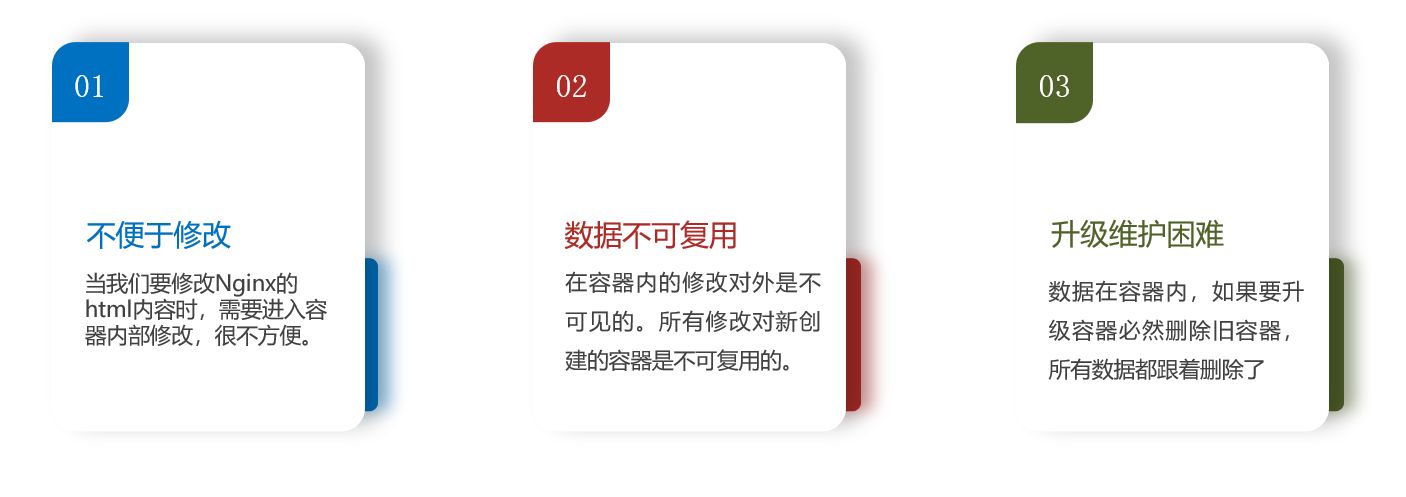 01
不便于修改
当我们要修改Nginx的
html内容时，需要进入容
器内部修改，很不方便。
02
数据不可复用
在容器内的修改对外是不
可见的。所有修改对新创
建的容器是不可复用的。
03
升级维护困难
数据在容器内，如果要升
级容器必然删除旧容器，
所有数据都跟着删除了